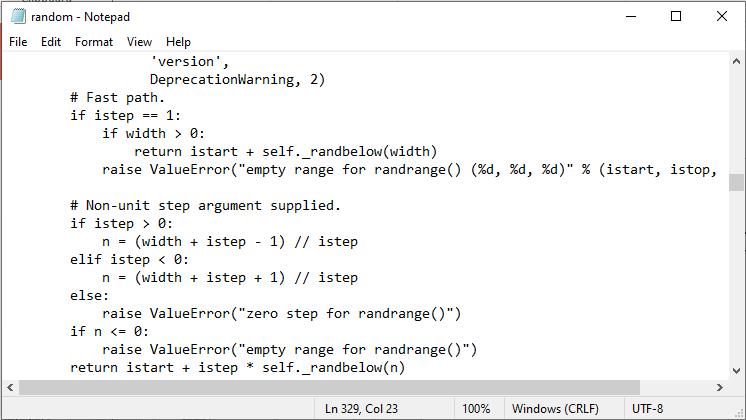 random - Notepad
File Edit Format View Help
'version',
DeprecationWarning, 2)
# Fast path.
if istep == 1:
if width > 0:
return istart + self._randbelow(width)
raise ValueError("empty range for randrange() (%d, %d, %d)" % (istart, istop,
# Non-unit step argument supplied.
if istep > 0:
n = (width + istep - 1) // istep
elif istep < 0:
n = (width + istep + 1) // istep
else:
raise ValueError("zero step for randrange()")
if n <= 0:
raise ValueError("empty range for randrange()")
return istart + istep * self._randbelow(n)
Ln 329, Col 23 100% Windows (CRLF) UTF-8